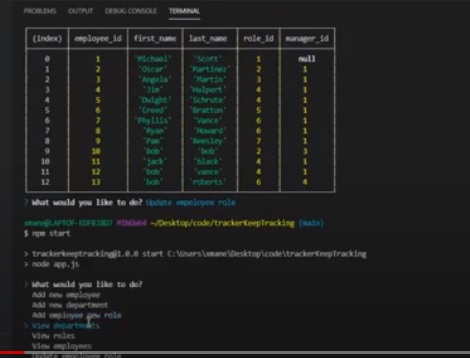 PROBLEMS OUTPUT DEBUG CONSOLE TERMINAL
(index) employee_id first_name last_name role_id manager_id
0 1 'Michael' 'Scott' 1 null
1 2 'Oscar' 'Martinez' 2 1
2 3 'Angela' 'Martin' 3 1
3 4 'Jim' 'Halpert' 4 1
4 5 'Dwight' 'Schrute' 4 1
5 6 'Creed' 'Bratton' 5 1
6 7 'Phyllis' 'Vance' 6 1
7 8 'Ryan' 'Howard' 6 1
8 9 'Pam' 'Beesley' 7 1
9 10 'bob' 'bob' 2 3
10 11 'jack' 'black' 4 1
11 12 'bob' 'vance' 4 1
12 13 'bob' 'roberts' 6 4
? What would you like to do? Update empoloyee role
MINGW64 ~/Desktop/code/trackerKeepTracking (main)
$ npm start
> trackerkeeptracking@1.0.0 start C:\Users\xmane\Desktop\code\trackerKeepTracking
> node app.js
? What would you like to do?
Add new employee
Add new department
Add employee new role
> View departments
View roles
View employees
Update empoloyee role